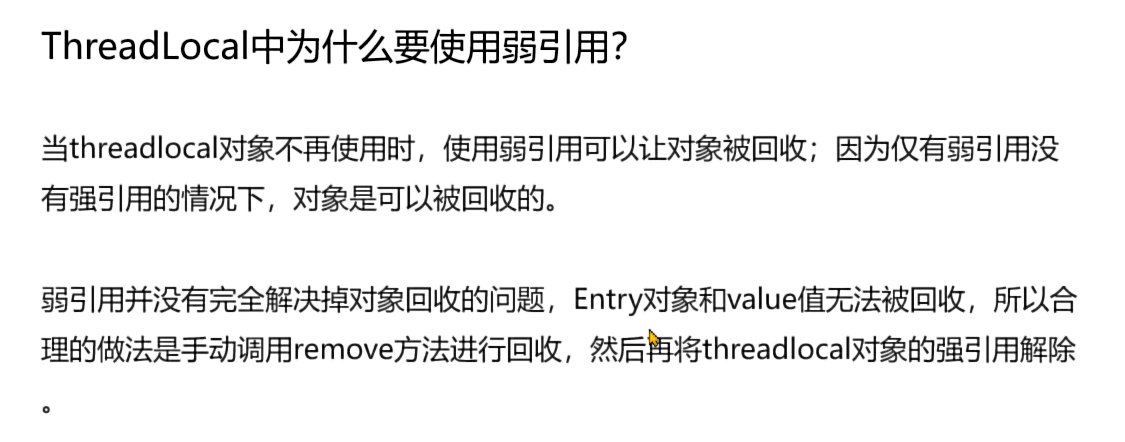 ThreadLocal中为什么要使用弱引用？
当threadlocal对象不再使用时，使用弱引用可以让对象被回收；因为仅有弱引用没
有强引用的情况下，对象是可以被回收的。
弱引用并没有完全解决掉对象回收的问题，Entry对象和value值无法被回收，所以合
理的做法是手动调用remove方法进行回收，然后再将threadlocal对象的强引用解除
。